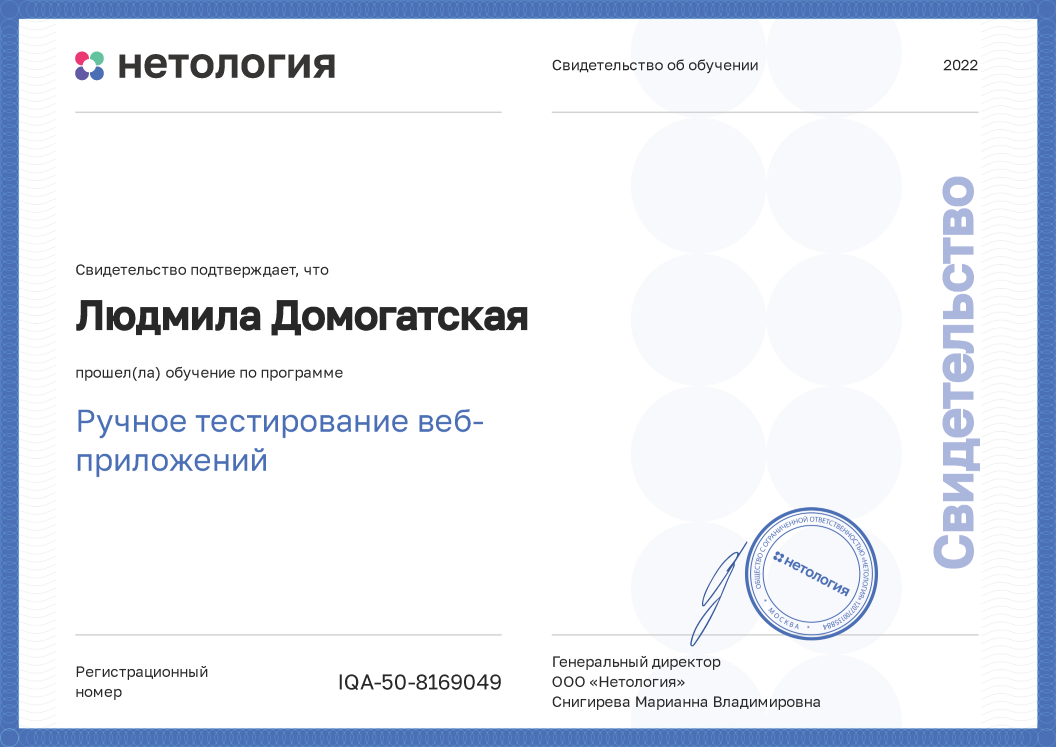 нетология
Свидетельство об обучении
2022
Свидетельство подтверждает, что
Людмила Домогатская
прошел(ла) обучение по программе
Ручное тестирование веб-
приложений
Свидетельство
ОБЩЕСТВО С ОГРАНИЧЕННОЙ ОТВЕТСТВЕННОСТЬЮ «НЕТОЛОГИЯ»
* МОСКВА *
нетология
Регистрационный
номер
IQA-50-8169049
Генеральный директор
ООО «Нетология»
Снигирева Марианна Владимировна